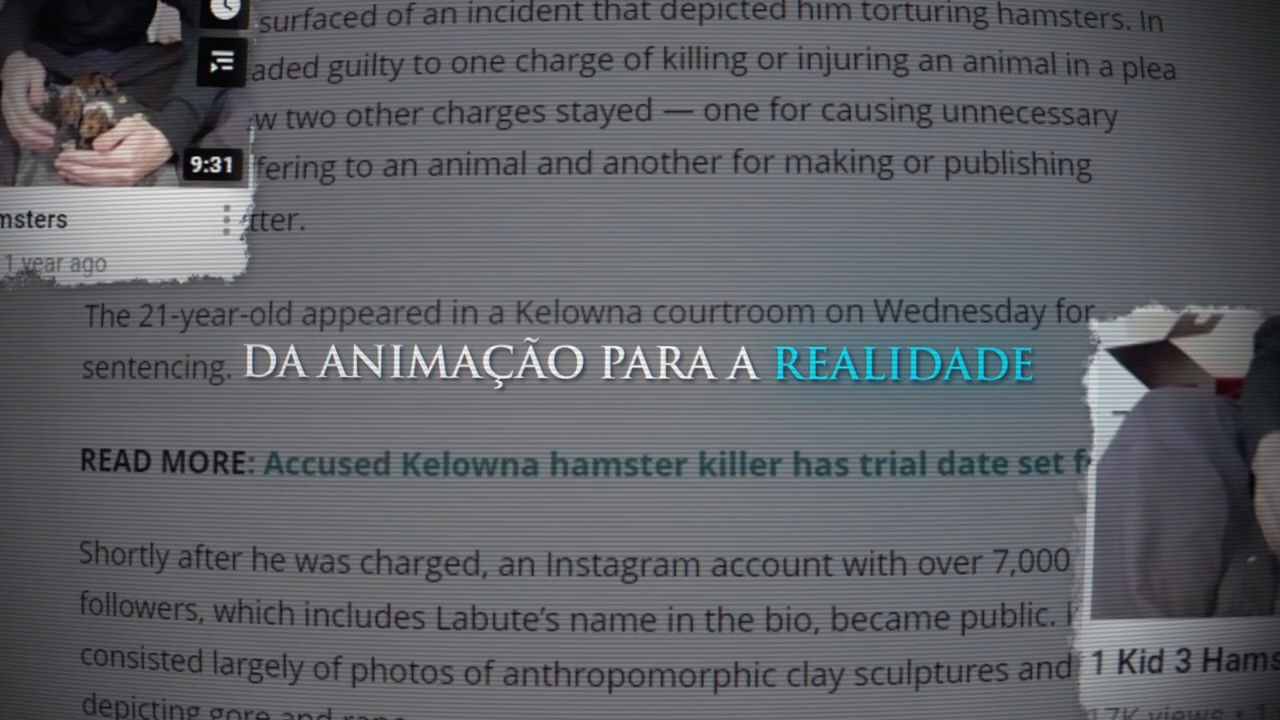 surfaced of an incident that depicted him torturing hamsters. In
aded guilty to one charge of killing or injuring an animal in a plea
w two other charges stayed — one for causing unnecessary
9:31
fering to an animal and another for making or publishing
msters
tter.
1 year ago
The 21-year-old appeared in a Kelowna courtroom on Wednesday for
sentencing.
DA ANIMAÇÃO PARA A REALIDADE
READ MORE: Accused Kelowna hamster killer has trial date set f
Shortly after he was charged, an Instagram account with over 7,000
followers, which includes Labute's name in the bio, became public. I
consisted largely of photos of anthropomorphic clay sculptures and
1 Kid 3 Hams
depicting gore and